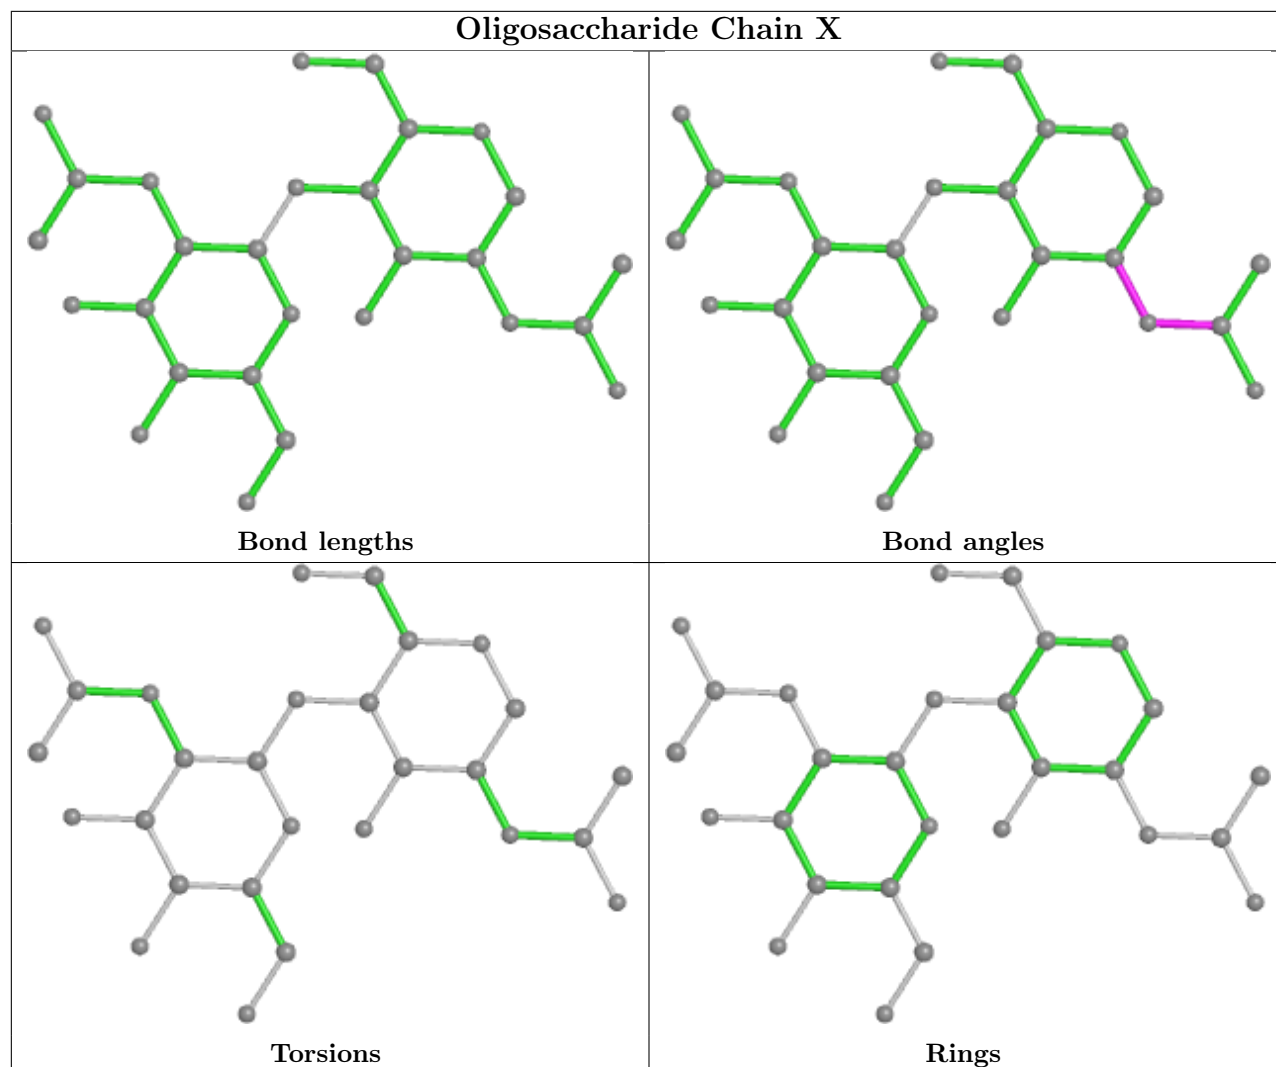 Oligosaccharide Chain X
Bond lengths
Bond angles
Torsions
Rings